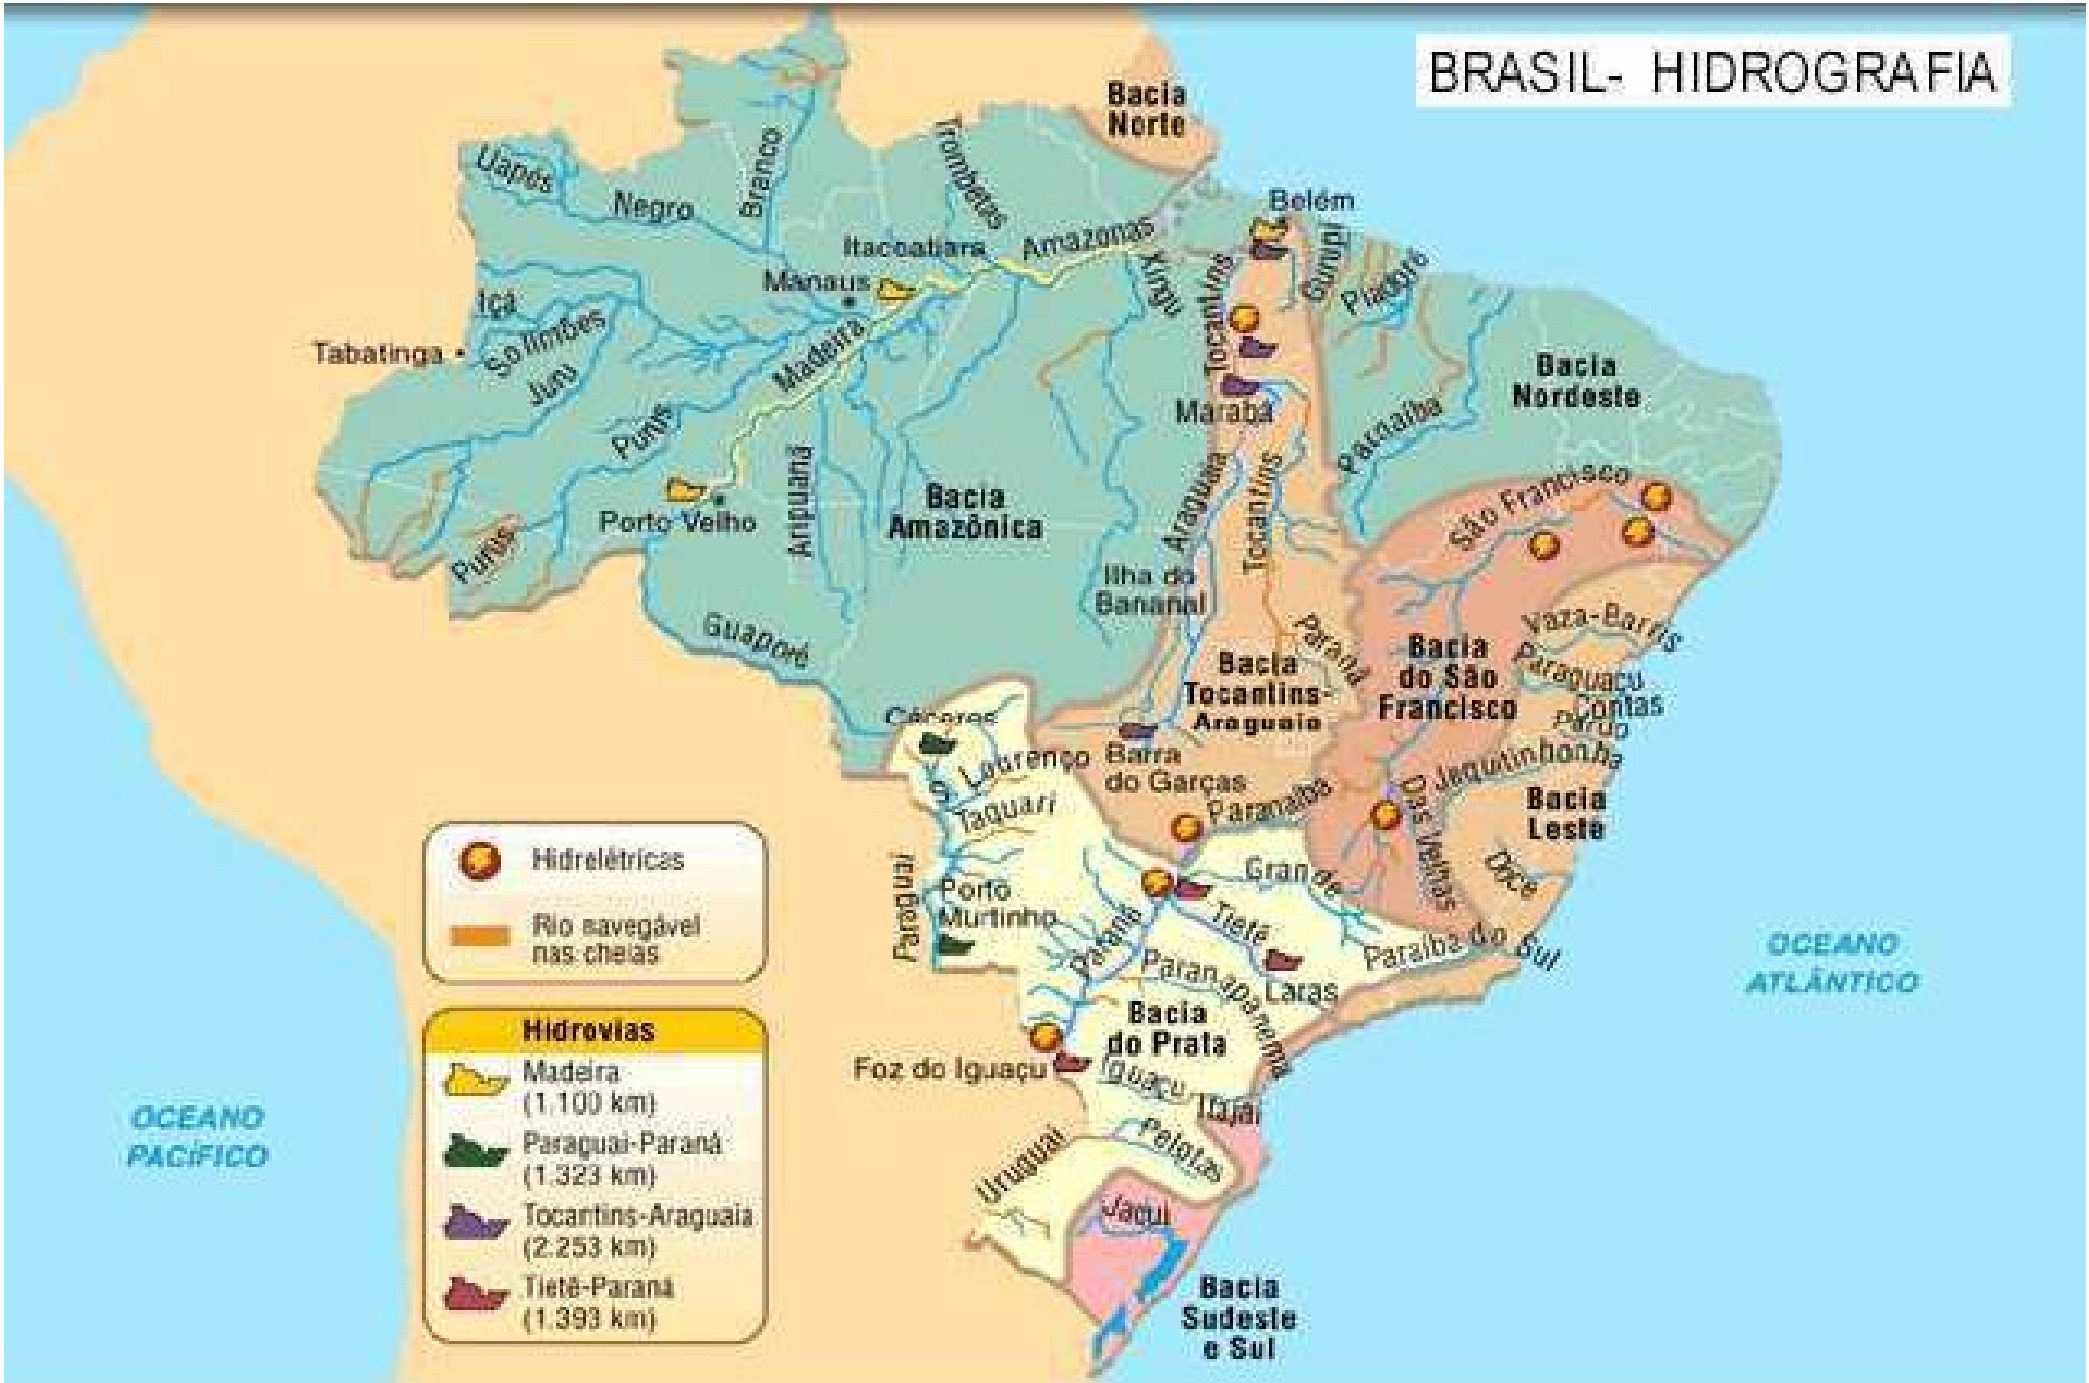 BRASIL- HIDROGRAFIA
Bacia
Norte
Uapés
Negro
Branco
Trombetas
Itacoatiara
Amazonas
Manaus
Belém
Xingu
Tocantins
Gurupi
Içá
Solimões
Tabatinga
Juru
Madeira
Purus
Marabá
Bacia
Nordeste
Parnaíba
Porto Velho
Aripuaná
Bacia
Amazônica
Araguaia
Tocantins
São Francisco
Purus
Ilha do
Bananal
Guaporé
Paraná
Bacia
Tocantins-
Araguaia
Bacia
do São
Francisco
Vaza-Barris
Paraguaçu
Contas
Pardo
Cáceres
S. Lourenço
Barra
do Garças
Jequitinhonha
Das Velhas
Bacia
Leste
Taquari
Paranaíba
Doce
Grande
Paraguai
Porto
Murtinho
Paraná
Tietê
Paraíba do Sul
Paranapanema
Laras
Bacia
do Prata
Foz do Iguaçu
Iguaçu
Itajaí
Pelotas
Uruguai
Jacuí
Bacia
Sudeste
e Sul
OCEANO
ATLÂNTICO
OCEANO
PACÍFICO
Hidrelétricas
Rio navegável
nas cheias
Hidrovias
Madeira
(1.100 km)
Paraguai-Paraná
(1.323 km)
Tocantins-Araguaia
(2.253 km)
Tietê-Paraná
(1.393 km)